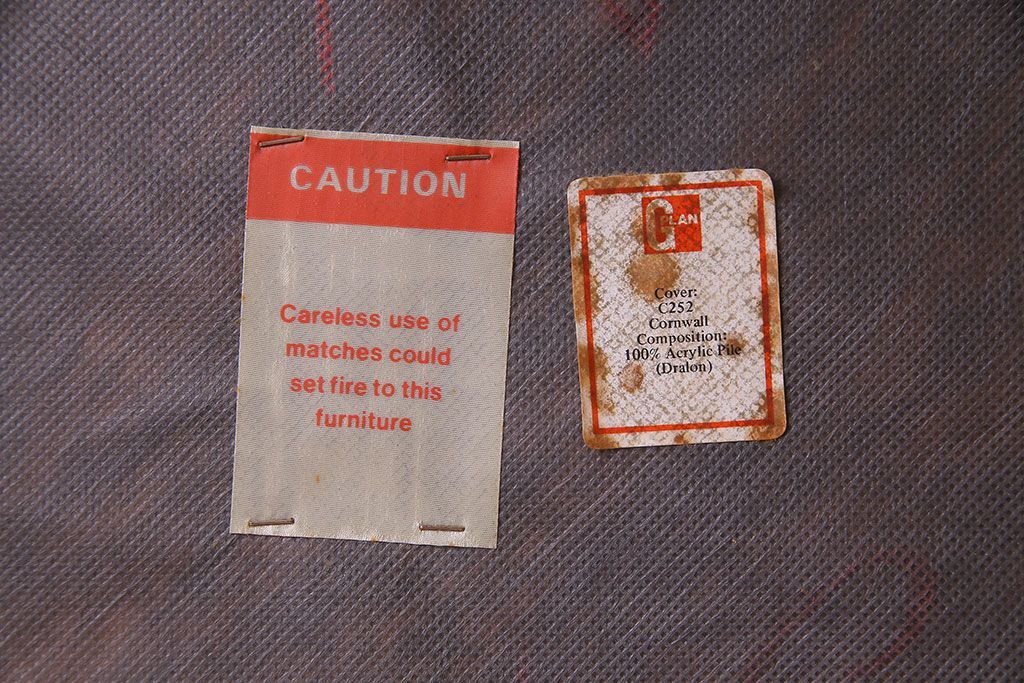 CAUTION
Careless use of
matches could
set fire to this
furniture
G PLAN
Cover:
C252
Cornwall
Composition:
100% Acrylic Pile
(Dralon)